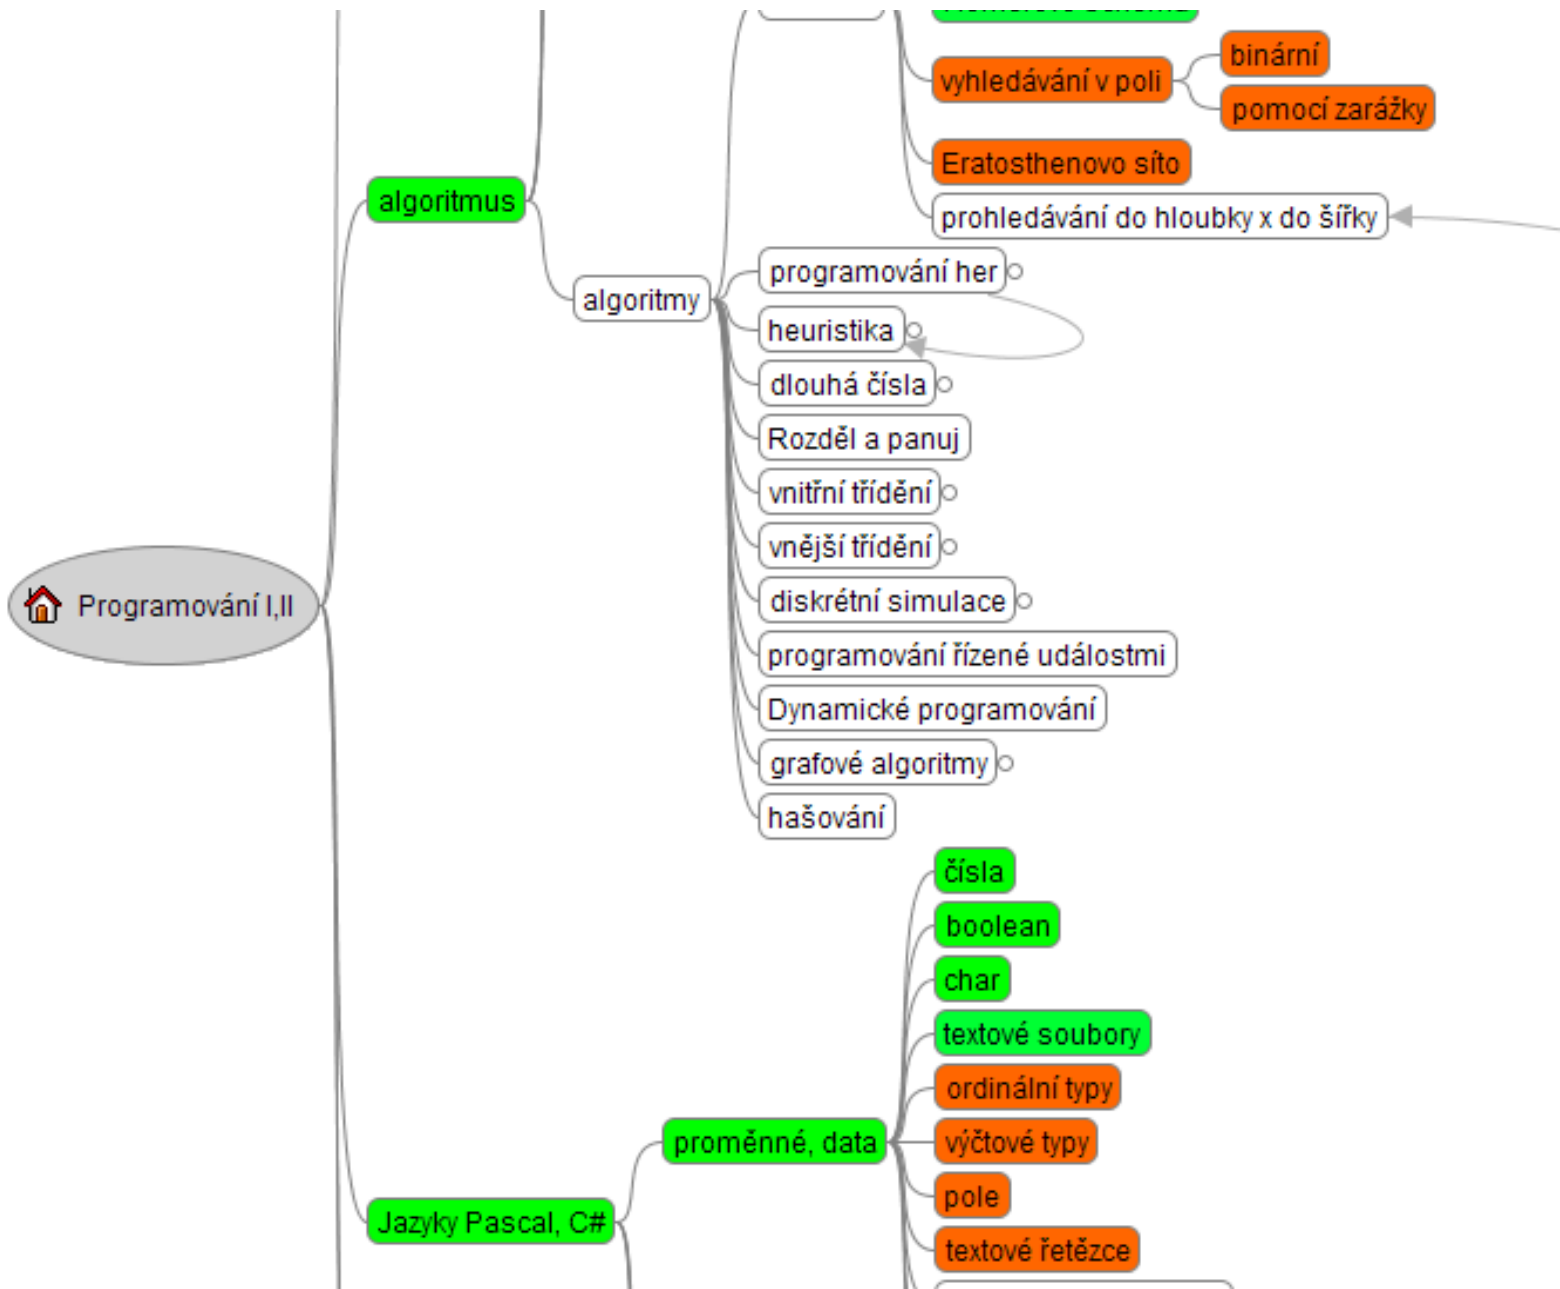 binární
vyhledávání v poli
pomocí zarážky
Eratosthenovo síto
algoritmus
prohledávání do hloubky x do šířky
programování her
algoritmy
heuristika
dlouhá čísla
Rozděl a panuj
vnitřní třídění
vnější třídění
diskrétní simulace
Programování I,II
programování řízené událostmi
Dynamické programování
grafové algoritmy
hašování
čísla
boolean
char
textové soubory
ordinální typy
proměnné, data
výčtové typy
pole
Jazyky Pascal, C#
textové řetězce